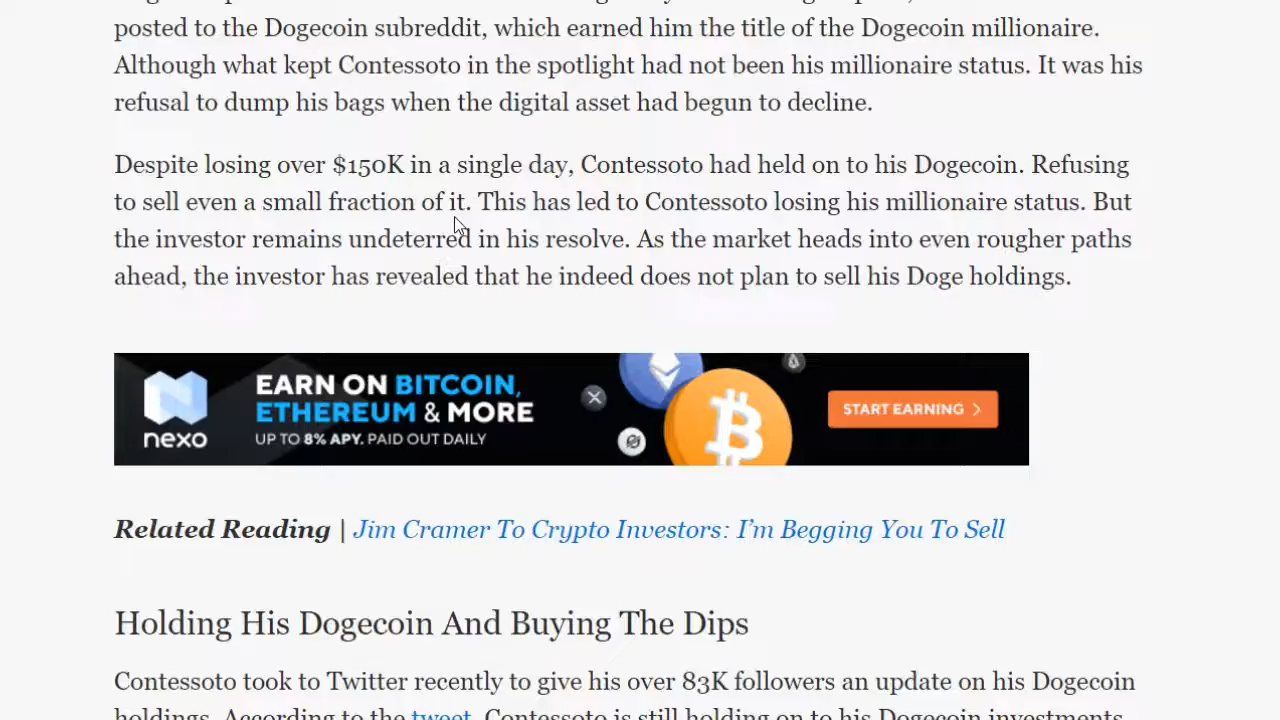 posted to the Dogecoin subreddit, which earned him the title of the Dogecoin millionaire.
Although what kept Contessoto in the spotlight had not been his millionaire status. It was his
refusal to dump his bags when the digital asset had begun to decline.
Despite losing over $150K in a single day, Contessoto had held on to his Dogecoin. Refusing
to sell even a small fraction of it. This has led to Contessoto losing his millionaire status. But
the investor remains undeterred in his resolve. As the market heads into even rougher paths
ahead, the investor has revealed that he indeed does not plan to sell his Doge holdings.
nexo
EARN ON BITCOIN,
ETHEREUM & MORE
UP TO 8% APY. PAID OUT DAILY
START EARNING
Related Reading | Jim Cramer To Crypto Investors: I’m Begging You To Sell
Holding His Dogecoin And Buying The Dips
Contessoto took to Twitter recently to give his over 83K followers an update on his Dogecoin
holdings. According to the tweet, Contessoto is still holding on to his Dogecoin investments